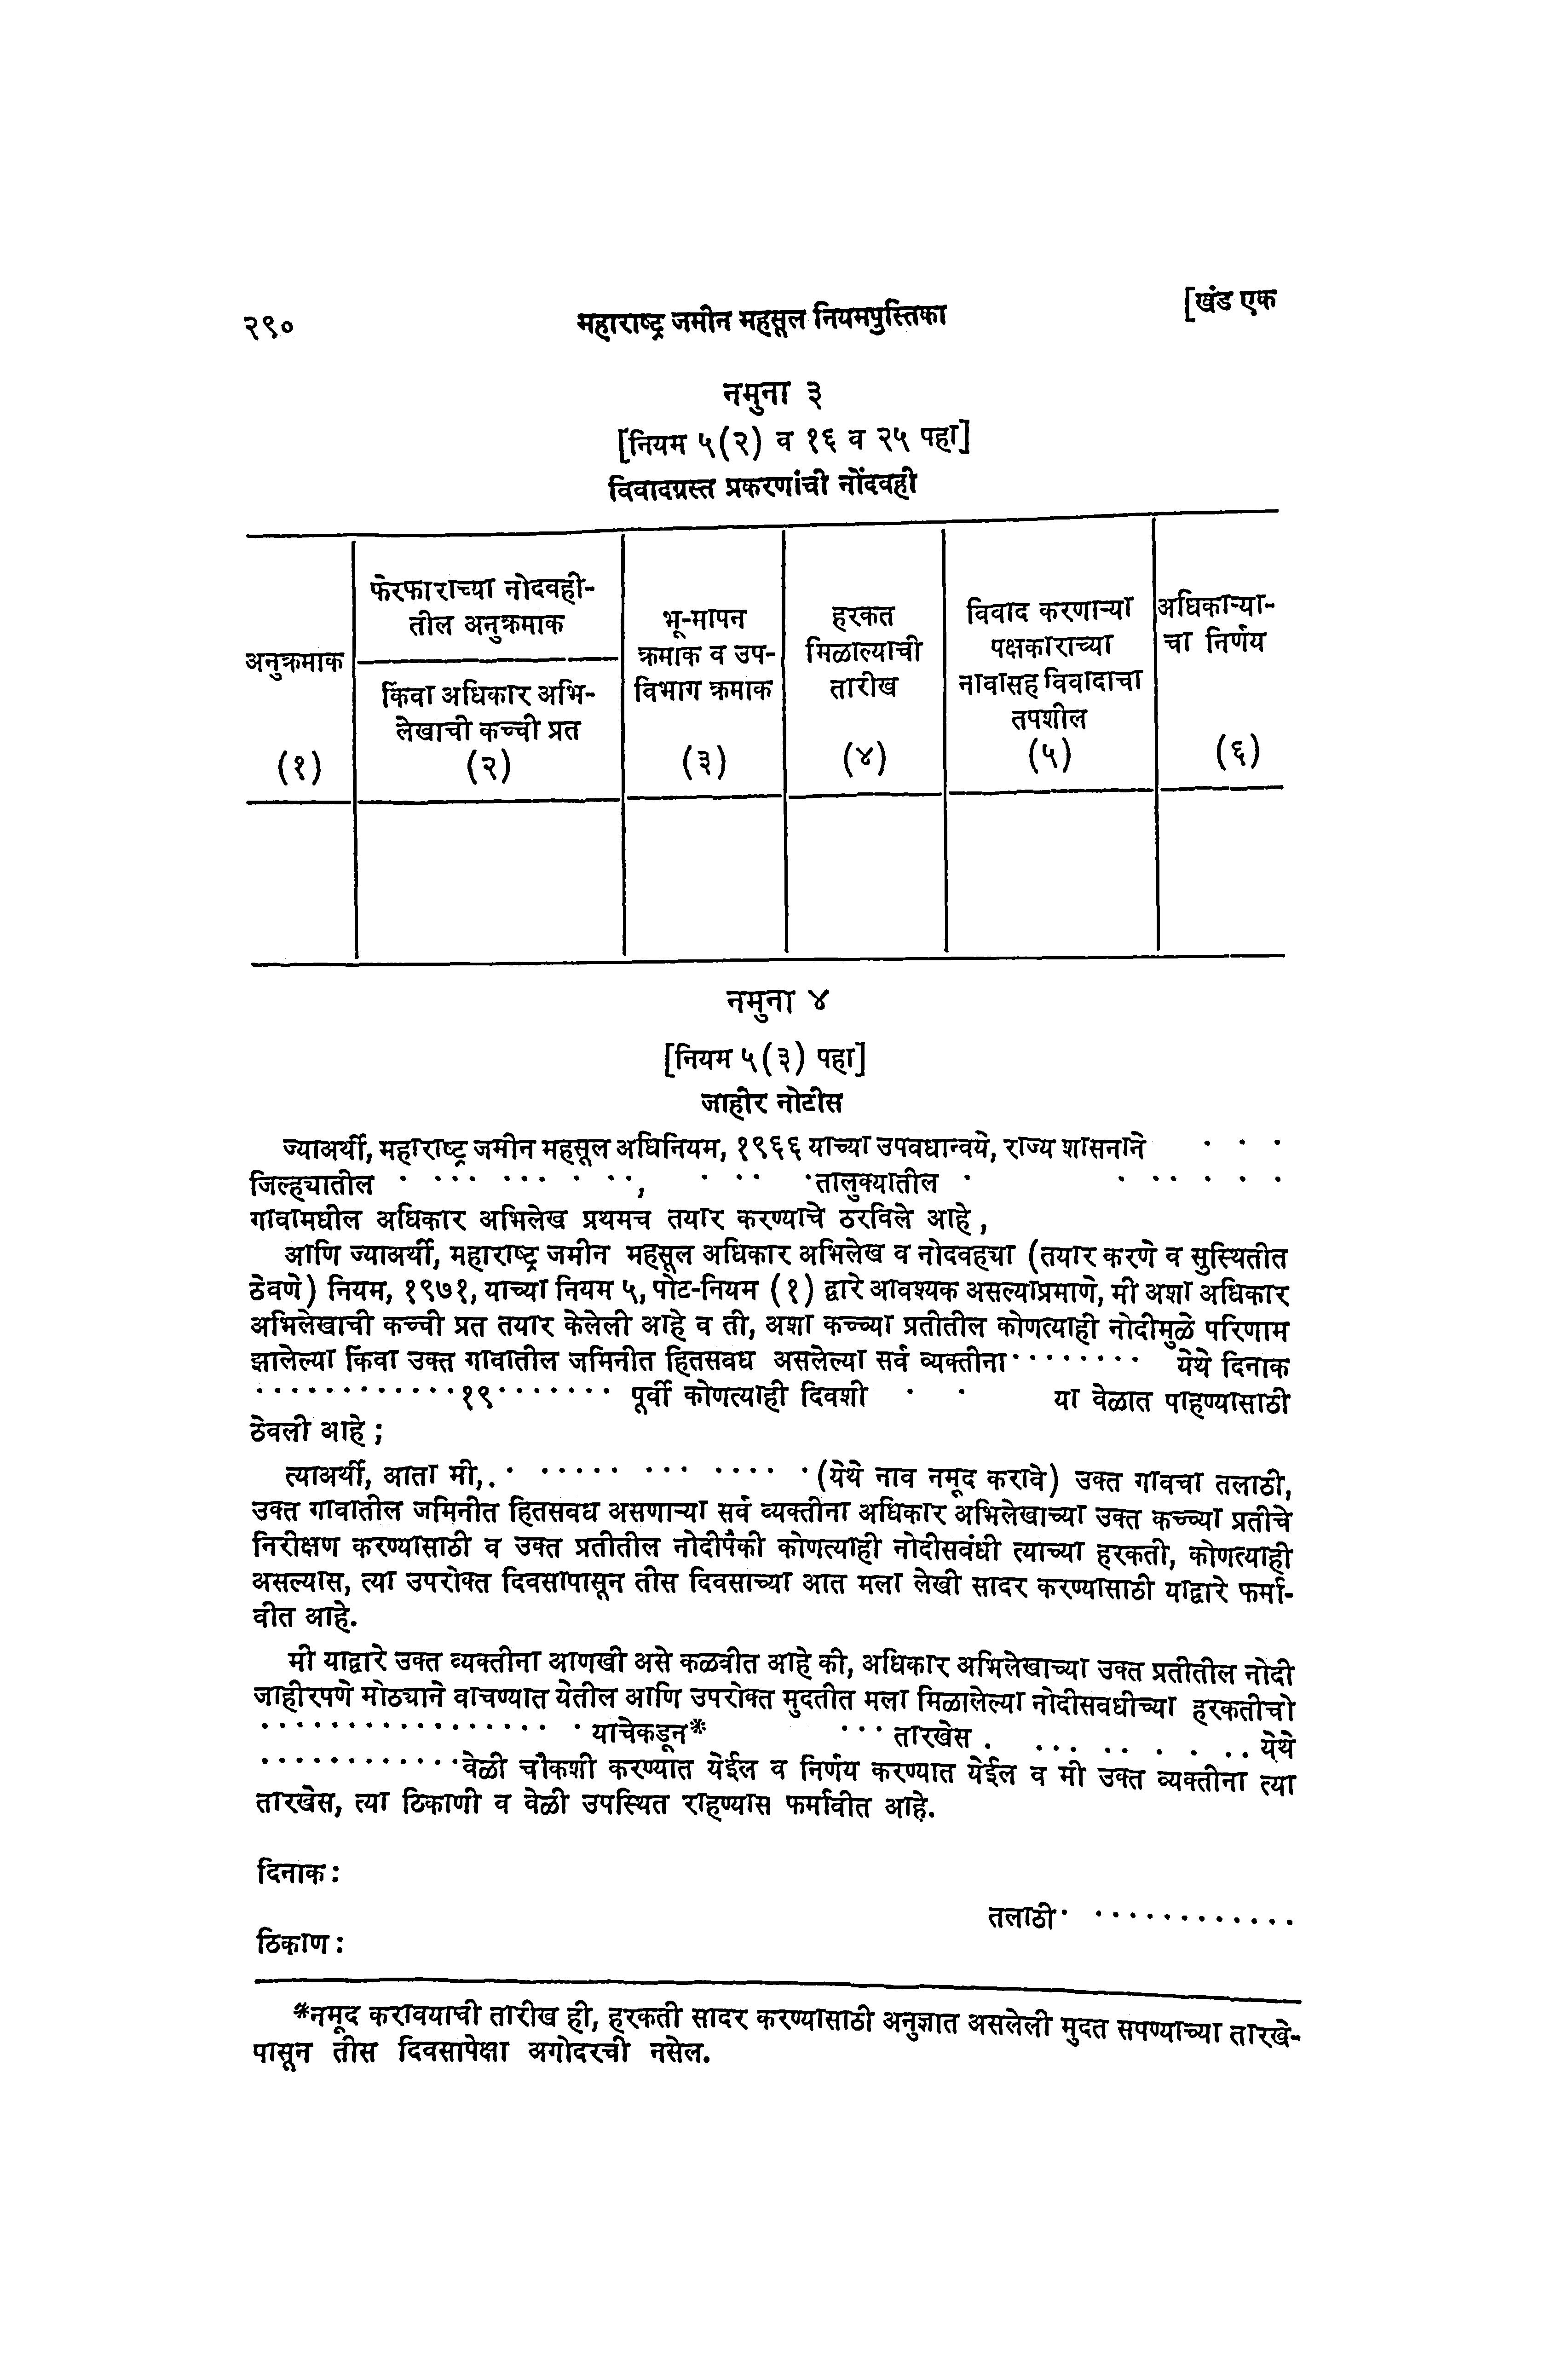 २९०
महाराष्ट्र जमीन महसूल नियमपुस्तिका
[खंड एक
नमुना ३
[नियम ५(२) व १६ व २५ पहा]
विवादग्रस्त प्रकरणांची नोंदवही
अनुक्रमाक
(१)
फेरफाराच्या नोदवही-
तील अनुक्रमाक
किंवा अधिकार अभि-
लेखाची कच्ची प्रत
(२)
भू-मापन
क्रमाक व उप-
विभाग क्रमाक
(३)
हरकत
मिळाल्याची
तारीख
(४)
विवाद करणाऱ्या
पक्षकाराच्या
नावासह विवादाचा
तपशील
(५)
अधिकाऱ्या-
चा निर्णय
(६)
नमुना ४
[नियम ५(३) पहा]
जाहीर नोटीस
ज्याअर्थी, महाराष्ट्र जमीन महसूल अधिनियम, १९६६ याच्या उपवधान्वये, राज्य शासनाने . . .
जिल्ह्यातील . ... ... . . .., . .. . तालुक्यातील . . .. . . .
गावामधील अधिकार अभिलेख प्रथमच तयार करण्याचे ठरविले आहे,
आणि ज्याअर्थी, महाराष्ट्र जमीन महसूल अधिकार अभिलेख व नोदवह्या (तयार करणे व सुस्थितीत
ठेवणे) नियम, १९७१, याच्या नियम ५, पोट-नियम (१) द्वारे आवश्यक असल्याप्रमाणे, मी अशा अधिकार
अभिलेखाची कच्ची प्रत तयार केलेली आहे व ती, अशा कच्च्या प्रतीतील कोणत्याही नोदीमुळे परिणाम
झालेल्या किंवा उक्त गावातील जमिनीत हितसवध असलेल्या सर्व व्यक्तीना........ येथे दिनाक
............१९....... पूर्वी कोणत्याही दिवशी . . या वेळात पाहण्यासाठी
ठेवली आहे ;
त्याअर्थी, आता मी,. . ..... ... .... . (येथे नाव नमूद करावे) उक्त गावचा तलाठी,
उक्त गावातील जमिनीत हितसवध असणाऱ्या सर्व व्यक्तीना अधिकार अभिलेखाच्या उक्त कच्च्या प्रतीचे
निरीक्षण करण्यासाठी व उक्त प्रतीतील नोदीपैकी कोणत्याही नोदीसबंधी त्याच्या हरकती, कोणत्याही
असल्यास, त्या उपरोक्त दिवसापासून तीस दिवसाच्या आत मला लेखी सादर करण्यासाठी याद्वारे फर्मा-
वीत आहे.
मी याद्वारे उक्त व्यक्तीना आणखी असे कळवीत आहे की, अधिकार अभिलेखाच्या उक्त प्रतीतील नोदी
जाहीरपणे मोठ्याने वाचण्यात येतील आणि उपरोक्त मुदतीत मला मिळालेल्या नोदीसवधीच्या हरकतीचो
................. . याचेकडून* ... तारखेस . ... .. . . .. येथे
............वेळी चौकशी करण्यात येईल व निर्णय करण्यात येईल व मी उक्त व्यक्तीना त्या
तारखेस, त्या ठिकाणी व वेळी उपस्थित राहण्यास फर्मावीत आहे.
दिनाक :
तलाठी. ............
ठिकाण :
*नमूद करावयाची तारीख ही, हरकती सादर करण्यासाठी अनुज्ञात असलेली मुदत सपण्याच्या तारखे-
पासून तीस दिवसापेक्षा अगोदरची नसेल.